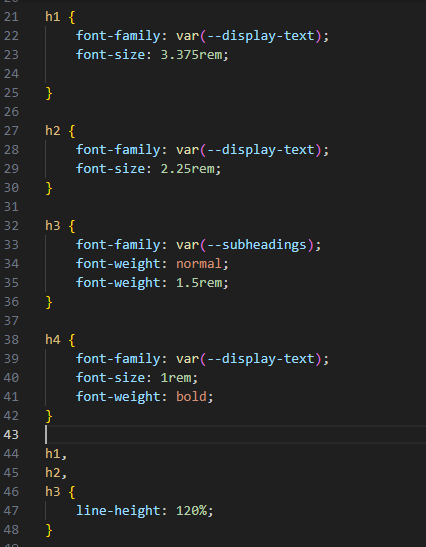 21 h1 {
22     font-family: var(--display-text);
23     font-size: 3.375rem;
24
25 }
26
27 h2 {
28     font-family: var(--display-text);
29     font-size: 2.25rem;
30 }
31
32 h3 {
33     font-family: var(--subheadings);
34     font-weight: normal;
35     font-weight: 1.5rem;
36 }
37
38 h4 {
39     font-family: var(--display-text);
40     font-size: 1rem;
41     font-weight: bold;
42 }
43
44 h1,
45 h2,
46 h3 {
47     line-height: 120%;
48 }